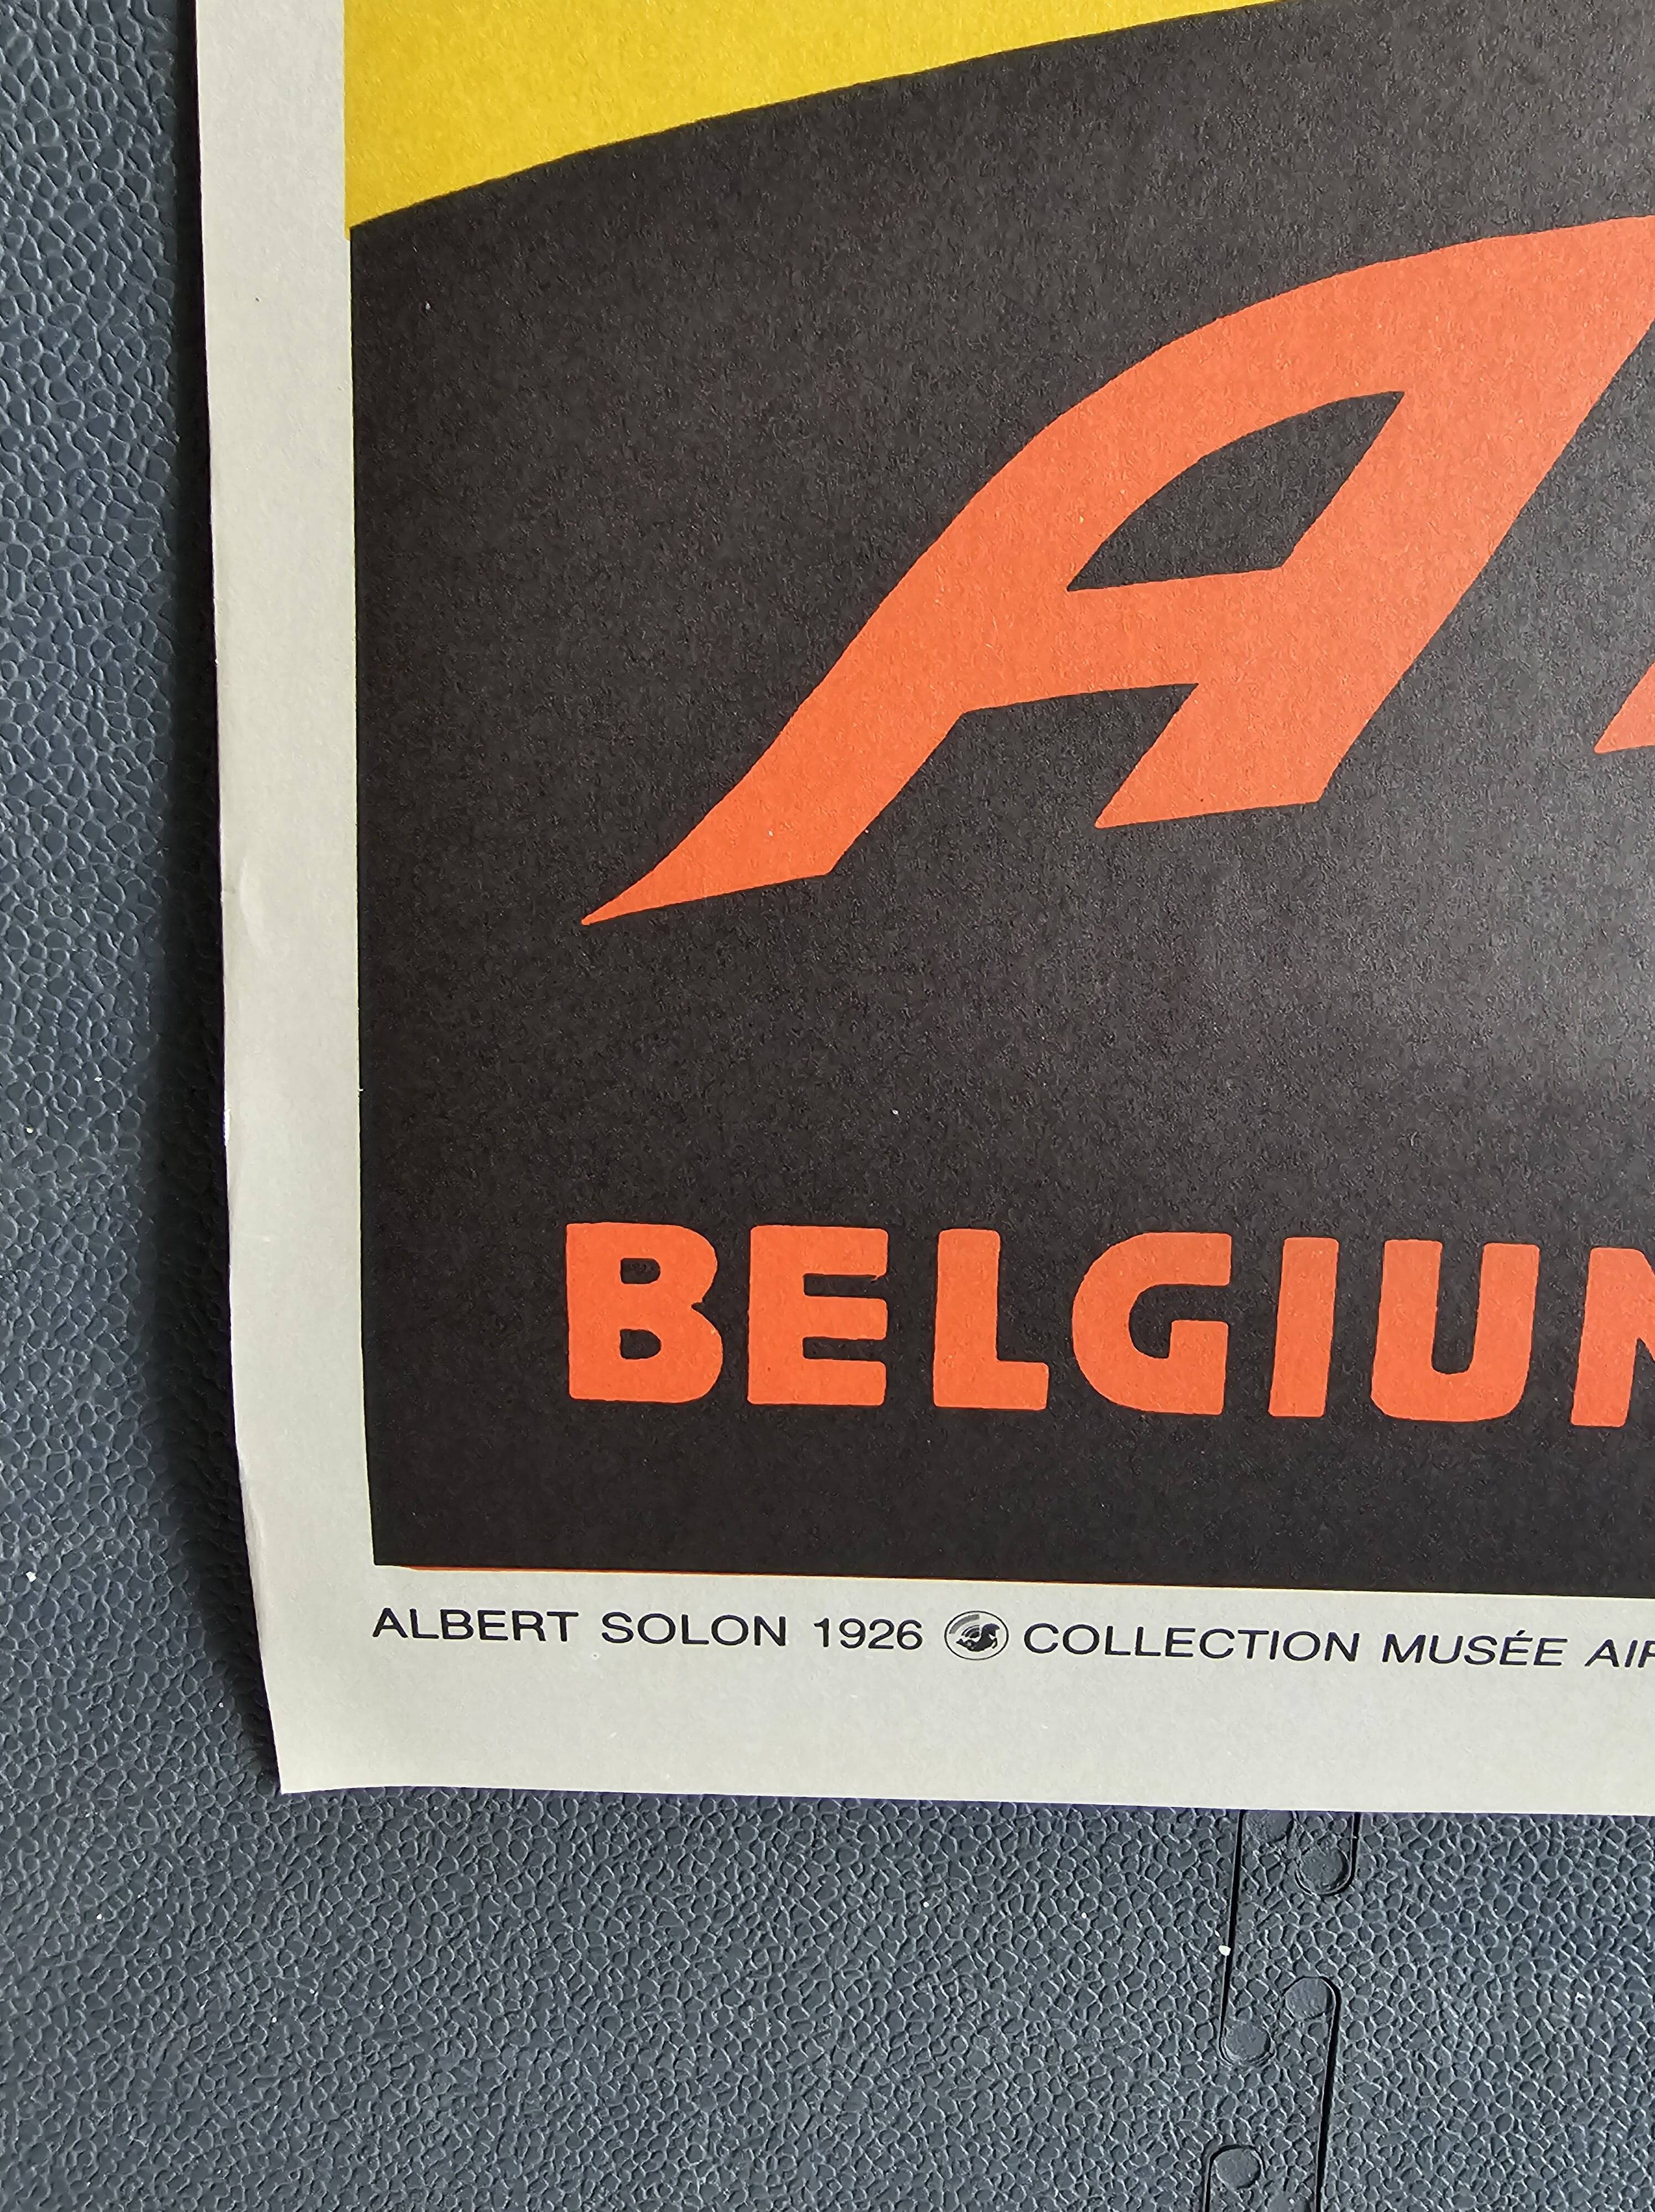 A
BELGIUM
ALBERT SOLON 1926 COLLECTION MUSÉE AIR